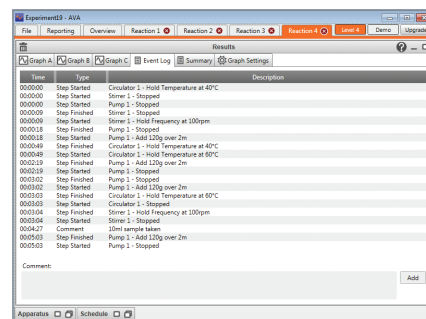 Experiment19 - AVA
File Reporting Overview Reaction 1 Reaction 2 Reaction 3 Reaction 4 Level 4 Demo Upgrade
Results
Graph A Graph B Graph C Event Log Summary Graph Settings
Time Type Description
00:00:00 Step Started Circulator 1 - Hold Temperature at 40°C
00:00:00 Step Started Stirrer 1 - Stopped
00:00:00 Step Started Pump 1 - Stopped
00:00:09 Step Finished Stirrer 1 - Stopped
00:00:09 Step Started Stirrer 1 - Hold Frequency at 100rpm
00:00:18 Step Finished Pump 1 - Stopped
00:00:18 Step Started Pump 1 - Add 120g over 2m
00:00:49 Step Finished Circulator 1 - Hold Temperature at 40°C
00:00:49 Step Started Circulator 1 - Hold Temperature at 60°C
00:02:19 Step Finished Pump 1 - Add 120g over 2m
00:02:19 Step Started Pump 1 - Stopped
00:03:02 Step Finished Pump 1 - Stopped
00:03:02 Step Started Pump 1 - Add 120g over 2m
00:03:03 Step Finished Circulator 1 - Hold Temperature at 60°C
00:03:03 Step Started Circulator 1 - Stopped
00:03:04 Step Finished Stirrer 1 - Hold Frequency at 100rpm
00:03:04 Step Started Stirrer 1 - Stopped
00:04:27 Comment 10ml sample taken
00:05:03 Step Finished Pump 1 - Add 120g over 2m
00:05:03 Step Started Pump 1 - Stopped
Comment:
Add
Apparatus Schedule